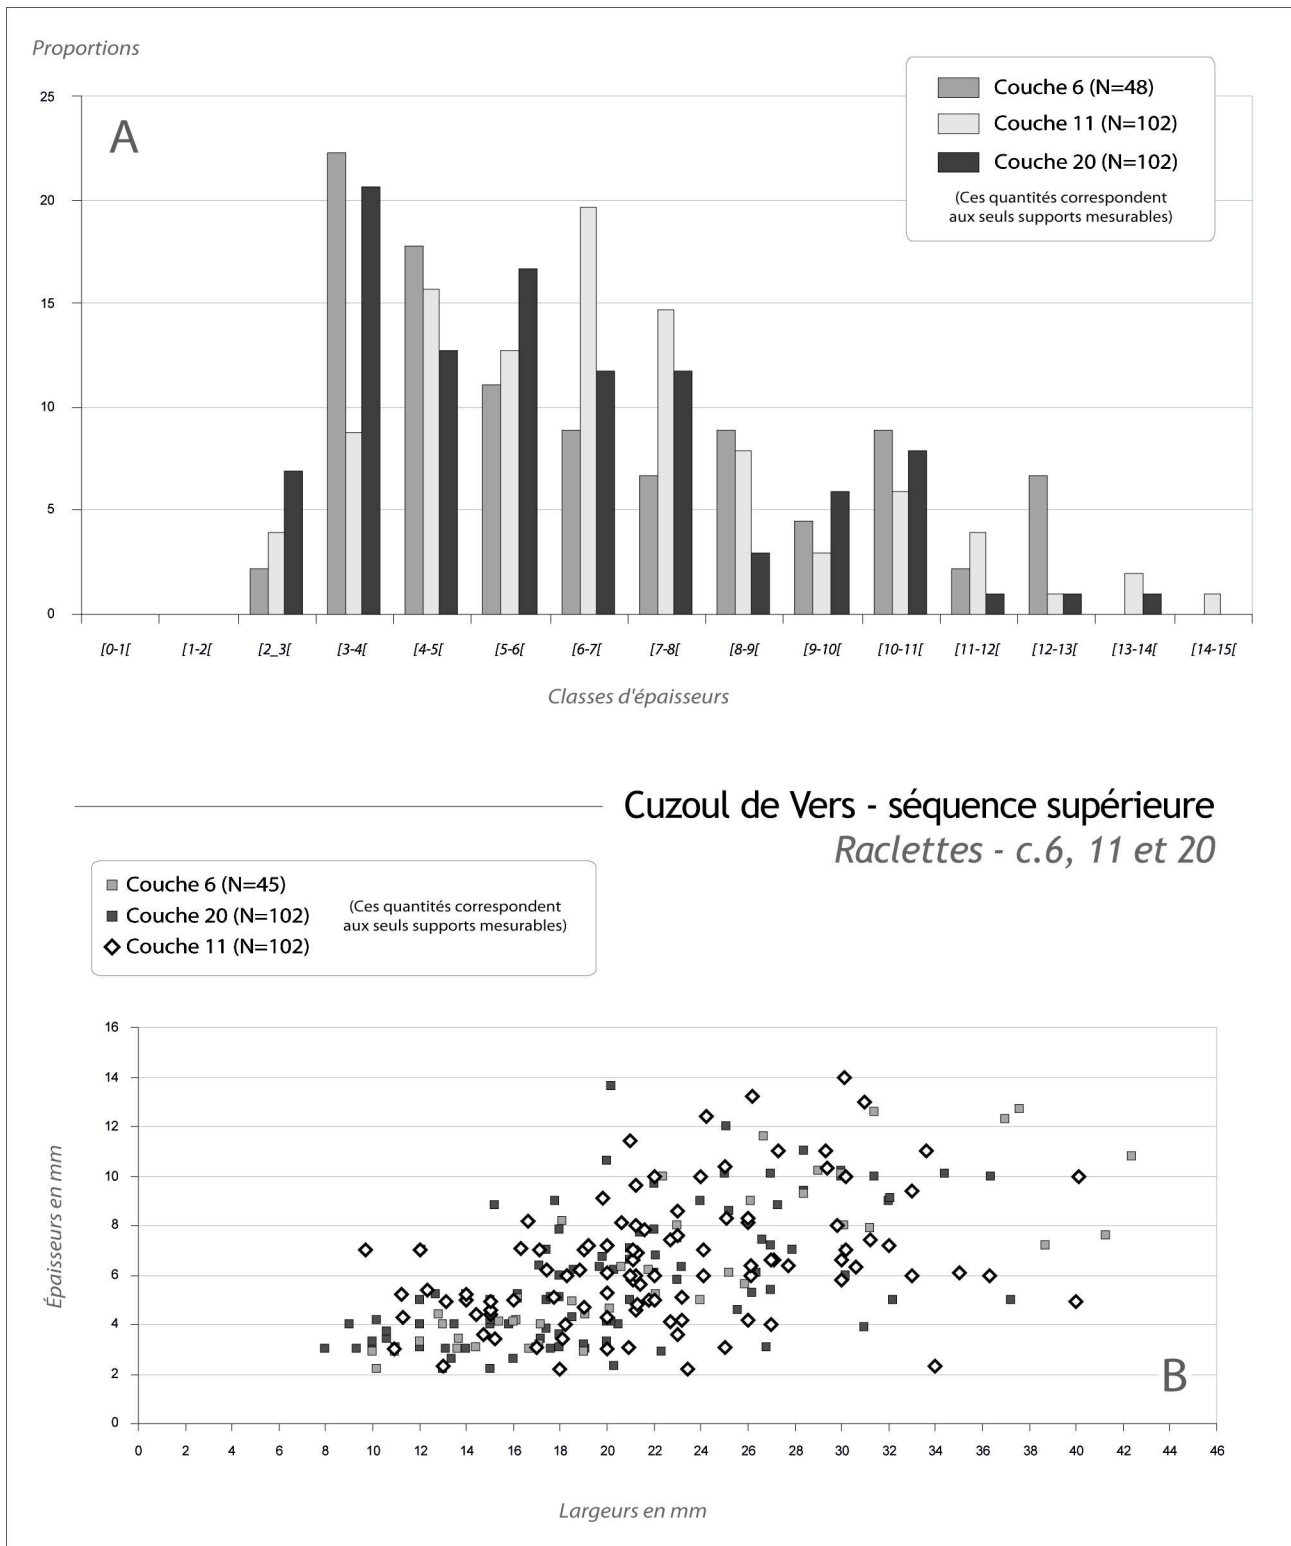 Proportions
A
25
20
15
10
5
0
Couche 6 (N=48)
Couche 11 (N=102)
Couche 20 (N=102)
(Ces quantités correspondent
aux seuls supports mesurables)
[0-1[ [1-2[ [2_3[ [3-4[ [4-5[ [5-6[ [6-7[ [7-8[ [8-9[ [9-10[ [10-11[ [11-12[ [12-13[ [13-14[ [14-15[
Classes d'épaisseurs
Cuzoul de Vers - séquence supérieure
Raclettes - c.6, 11 et 20
Couche 6 (N=45)
Couche 20 (N=102)
Couche 11 (N=102)
(Ces quantités correspondent
aux seuls supports mesurables)
Épaisseurs en mm
16
14
12
10
8
6
4
2
0
B
0 2 4 6 8 10 12 14 16 18 20 22 24 26 28 30 32 34 36 38 40 42 44 46
Largeurs en mm